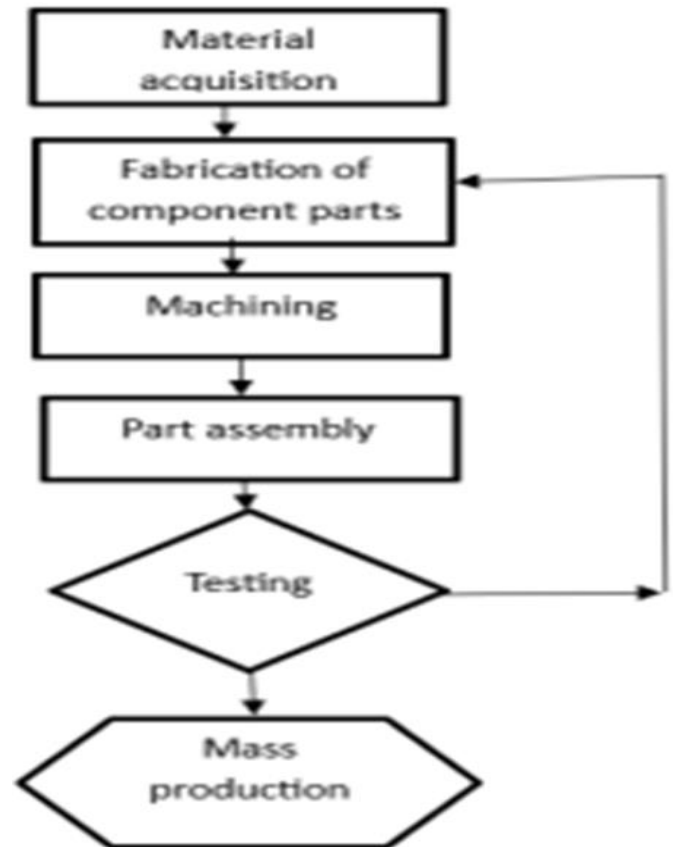 Material
acquisition
Fabrication of
component parts
Machining
Part assembly
Testing
Mass
production